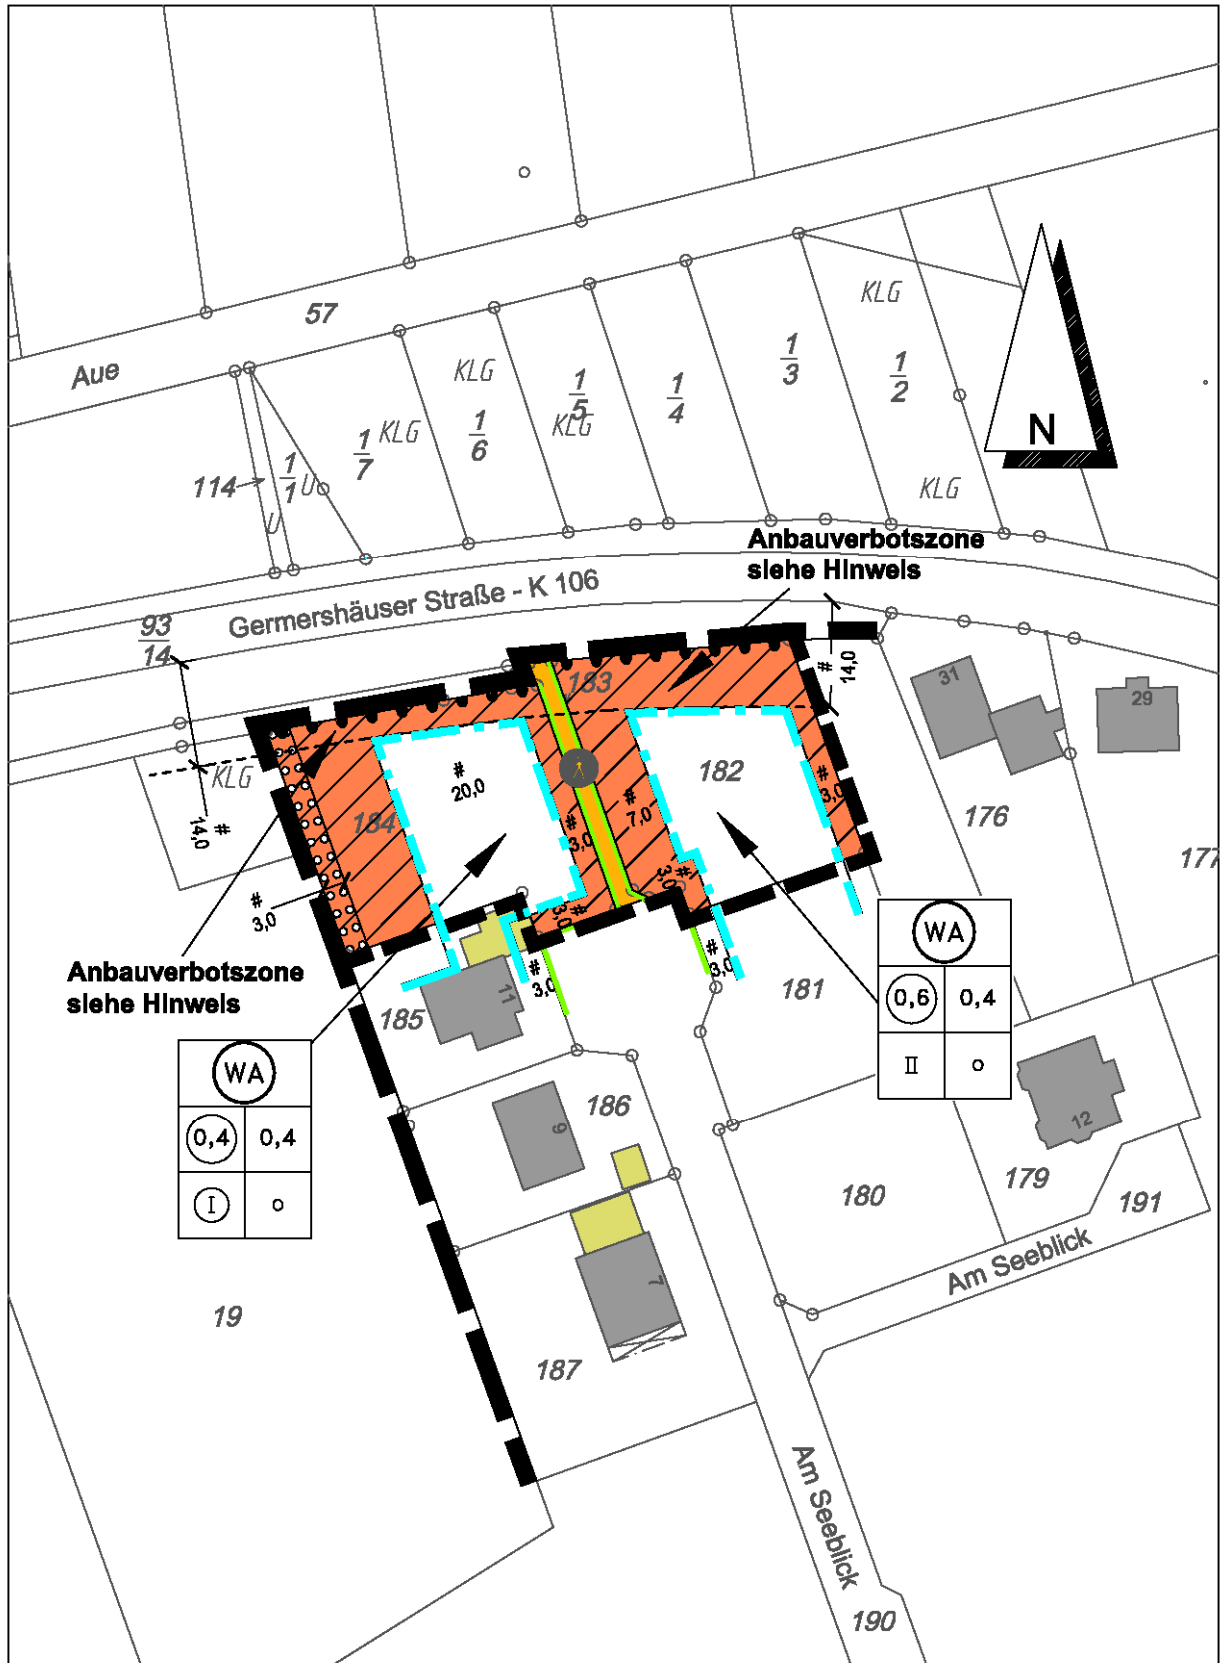 57
Aue
KLG
1
2
1
3
1
4
1
5
KLG
KLG
1
6
1
7
KLG
1
1
U
114
U
KLG
N
Anbauverbotszone
siehe Hinweis
Germershäuser Straße - K 106
93
14
#
14,0
183
31
29
182
#
20,0
#
3,0
#
7,0
#
3,0
KLG
#
14,0
184
176
177
#
3,0
#
3,0
#
3,0
#
3,0
#
3,0
Anbauverbotszone
siehe Hinweis
11
185
181
WA
0,6
0,4
II
o
WA
0,4
0,4
I
o
186
9
12
180
179
191
Am Seeblick
7
19
187
Am Seeblick
190